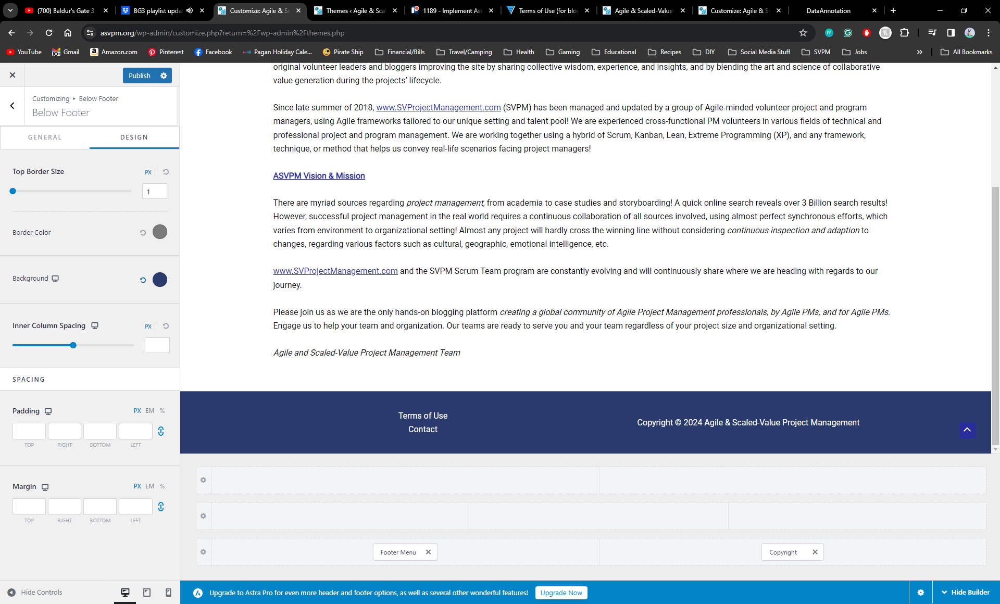 (700) Baldur's Gate 3
BG3 playlist upda
Customize: Agile & S
Themes ‹ Agile & Sca
1189 - Implement Ast
Terms of Use (for blo
Agile & Scaled-Value
Customize: Agile & S
DataAnnotation
asvpm.org/wp-admin/customize.php?return=%2Fwp-admin%2Fthemes.php
YouTube
Gmail
Amazon.com
Pinterest
Facebook
Pagan Holiday Cale...
Pirate Ship
Financial/Bills
Travel/Camping
Health
Gaming
Educational
Recipes
DIY
Social Media Stuff
SVPM
Jobs
All Bookmarks
Publish
Customizing ▸ Below Footer
Below Footer
GENERAL
DESIGN
Top Border Size
PX
1
Border Color
Background
Inner Column Spacing
PX
SPACING
Padding
PX EM %
TOP RIGHT BOTTOM LEFT
Margin
PX EM %
TOP RIGHT BOTTOM LEFT
Hide Controls
original volunteer leaders and bloggers improving the site by sharing collective wisdom, experience, and insights, and by blending the art and science of collaborative
value generation during the projects' lifecycle.
Since late summer of 2018, www.SVProjectManagement.com (SVPM) has been managed and updated by a group of Agile-minded volunteer project and program
managers, using Agile frameworks tailored to our unique setting and talent pool! We are experienced cross-functional PM volunteers in various fields of technical and
professional project and program management. We are working together using a hybrid of Scrum, Kanban, Lean, Extreme Programming (XP), and any framework,
technique, or method that helps us convey real-life scenarios facing project managers!
ASVPM Vision & Mission
There are myriad sources regarding project management, from academia to case studies and storyboarding! A quick online search reveals over 3 Billion search results!
However, successful project management in the real world requires a continuous collaboration of all sources involved, using almost perfect synchronous efforts, which
varies from environment to organizational setting! Almost any project will hardly cross the winning line without considering continuous inspection and adaption to
changes, regarding various factors such as cultural, geographic, emotional intelligence, etc.
www.SVProjectManagement.com and the SVPM Scrum Team program are constantly evolving and will continuously share where we are heading with regards to our
journey.
Please join us as we are the only hands-on blogging platform creating a global community of Agile Project Management professionals, by Agile PMs, and for Agile PMs.
Engage us to help your team and organization. Our teams are ready to serve you and your team regardless of your project size and organizational setting.
Agile and Scaled-Value Project Management Team
Terms of Use
Contact
Copyright © 2024 Agile & Scaled-Value Project Management
Footer Menu
Copyright
Upgrade to Astra Pro for even more header and footer options, as well as several other wonderful features!
Upgrade Now
Hide Builder